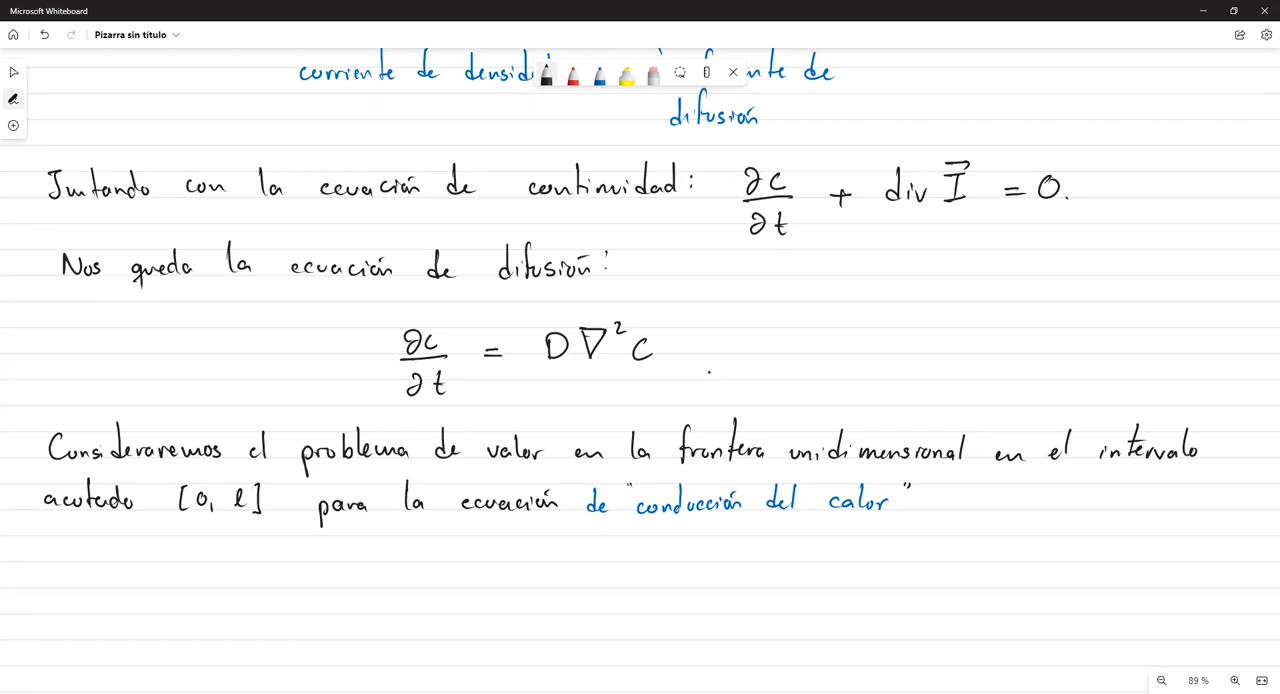 Microsoft Whiteboard
Pizarra sin título
corriente de densid nte de
difusión
Juntando con la ecuación de continuidad: ∂c/∂t + div I⃗ = 0.
Nos queda la ecuación de difusión:
∂c/∂t = D∇²c
Consideraremos el problema de valor en la frontera unidimensional en el intervalo
acotado [0, l] para la ecuación de "conducción del calor"
89 %